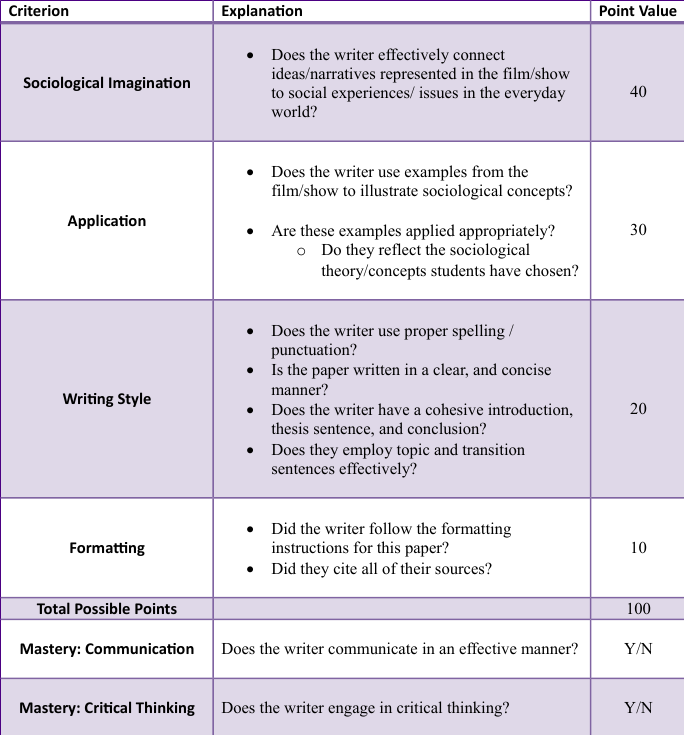 Criterion Explanation Point Value
Sociological Imagination
• Does the writer effectively connect
ideas/narratives represented in the film/show
to social experiences/ issues in the everyday
world?
40
Application
• Does the writer use examples from the
film/show to illustrate sociological concepts?
• Are these examples applied appropriately?
o Do they reflect the sociological
theory/concepts students have chosen?
30
Writing Style
• Does the writer use proper spelling /
punctuation?
• Is the paper written in a clear, and concise
manner?
• Does the writer have a cohesive introduction,
thesis sentence, and conclusion?
• Does they employ topic and transition
sentences effectively?
20
Formatting
• Did the writer follow the formatting
instructions for this paper?
• Did they cite all of their sources?
10
Total Possible Points 100
Mastery: Communication Does the writer communicate in an effective manner? Y/N
Mastery: Critical Thinking Does the writer engage in critical thinking? Y/N